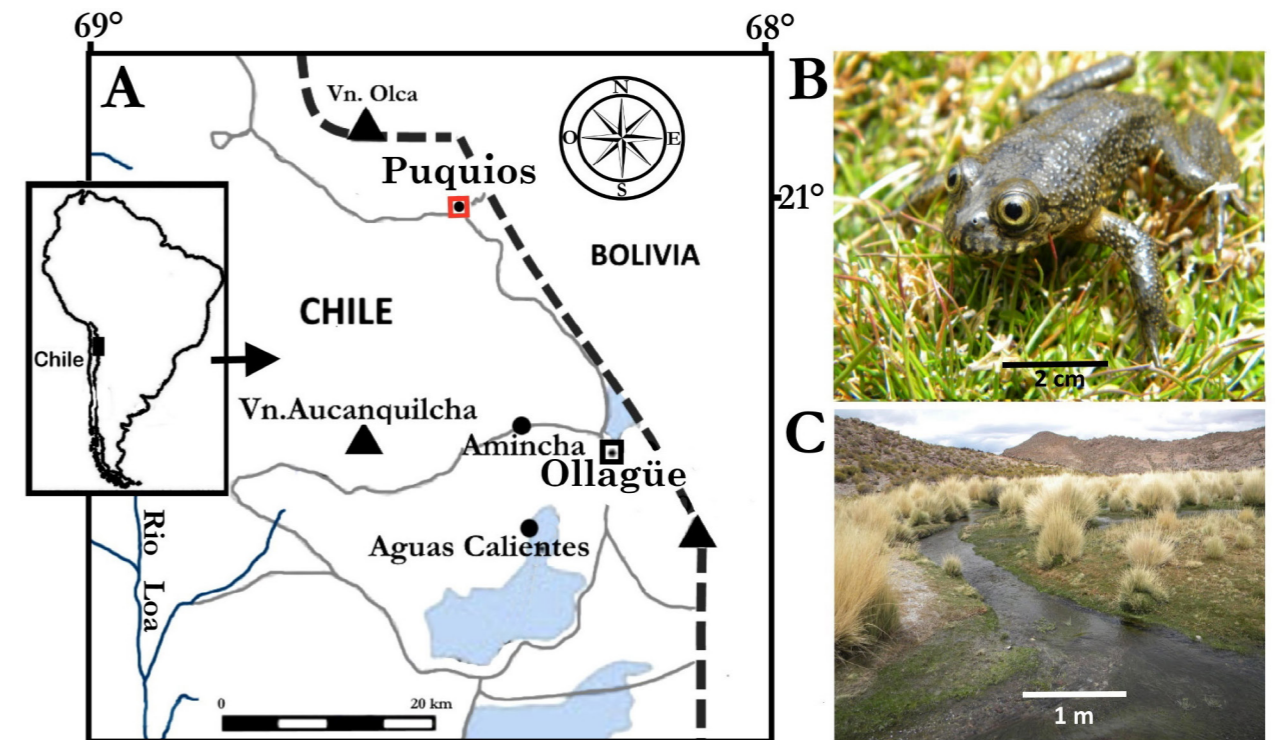 69°
68°
A
Vn. Olca
N
O
E
S
Puquios
21°
BOLIVIA
CHILE
Chile
Vn.Aucanquilcha
Amincha
Ollagüe
Aguas Calientes
Rio Loa
0
20 km
B
2 cm
C
1 m